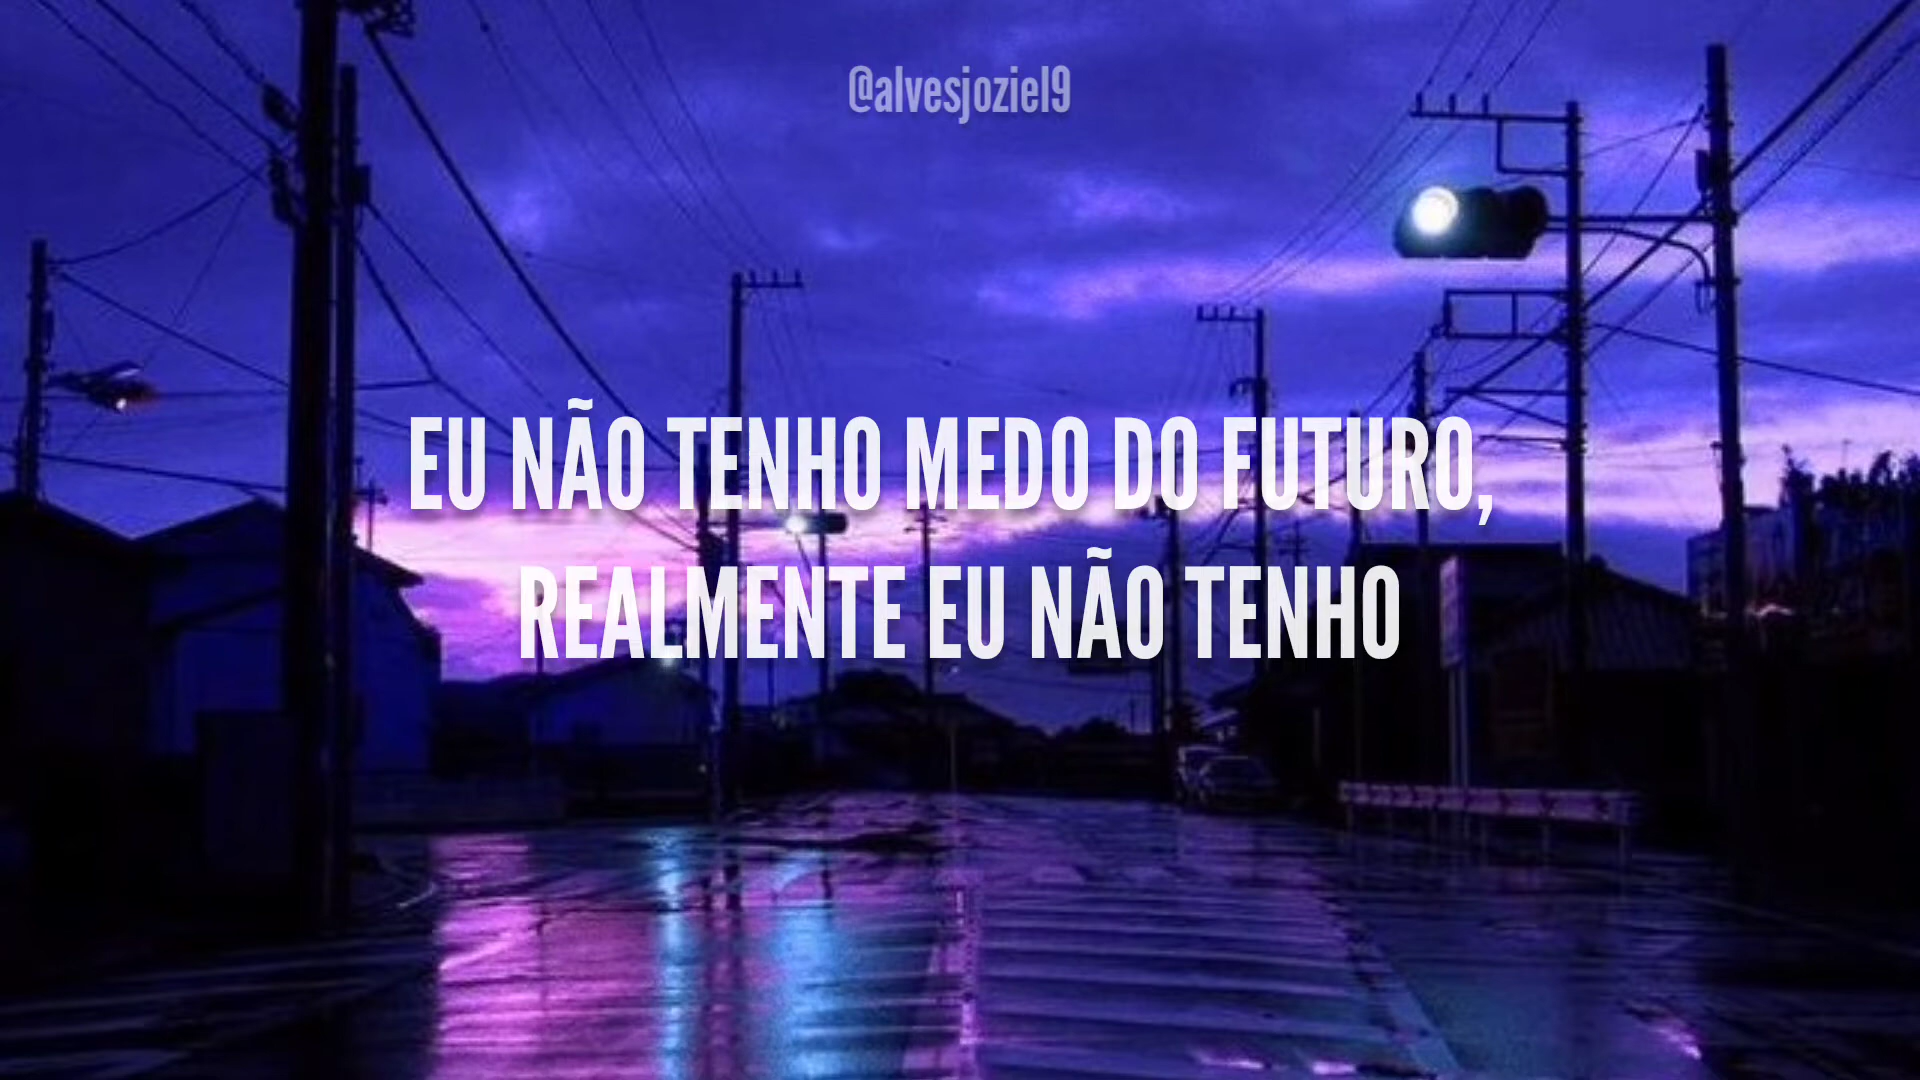 @alvesjoziel9
EU NÃO TENHO MEDO DO FUTURO,
REALMENTE EU NÃO TENHO